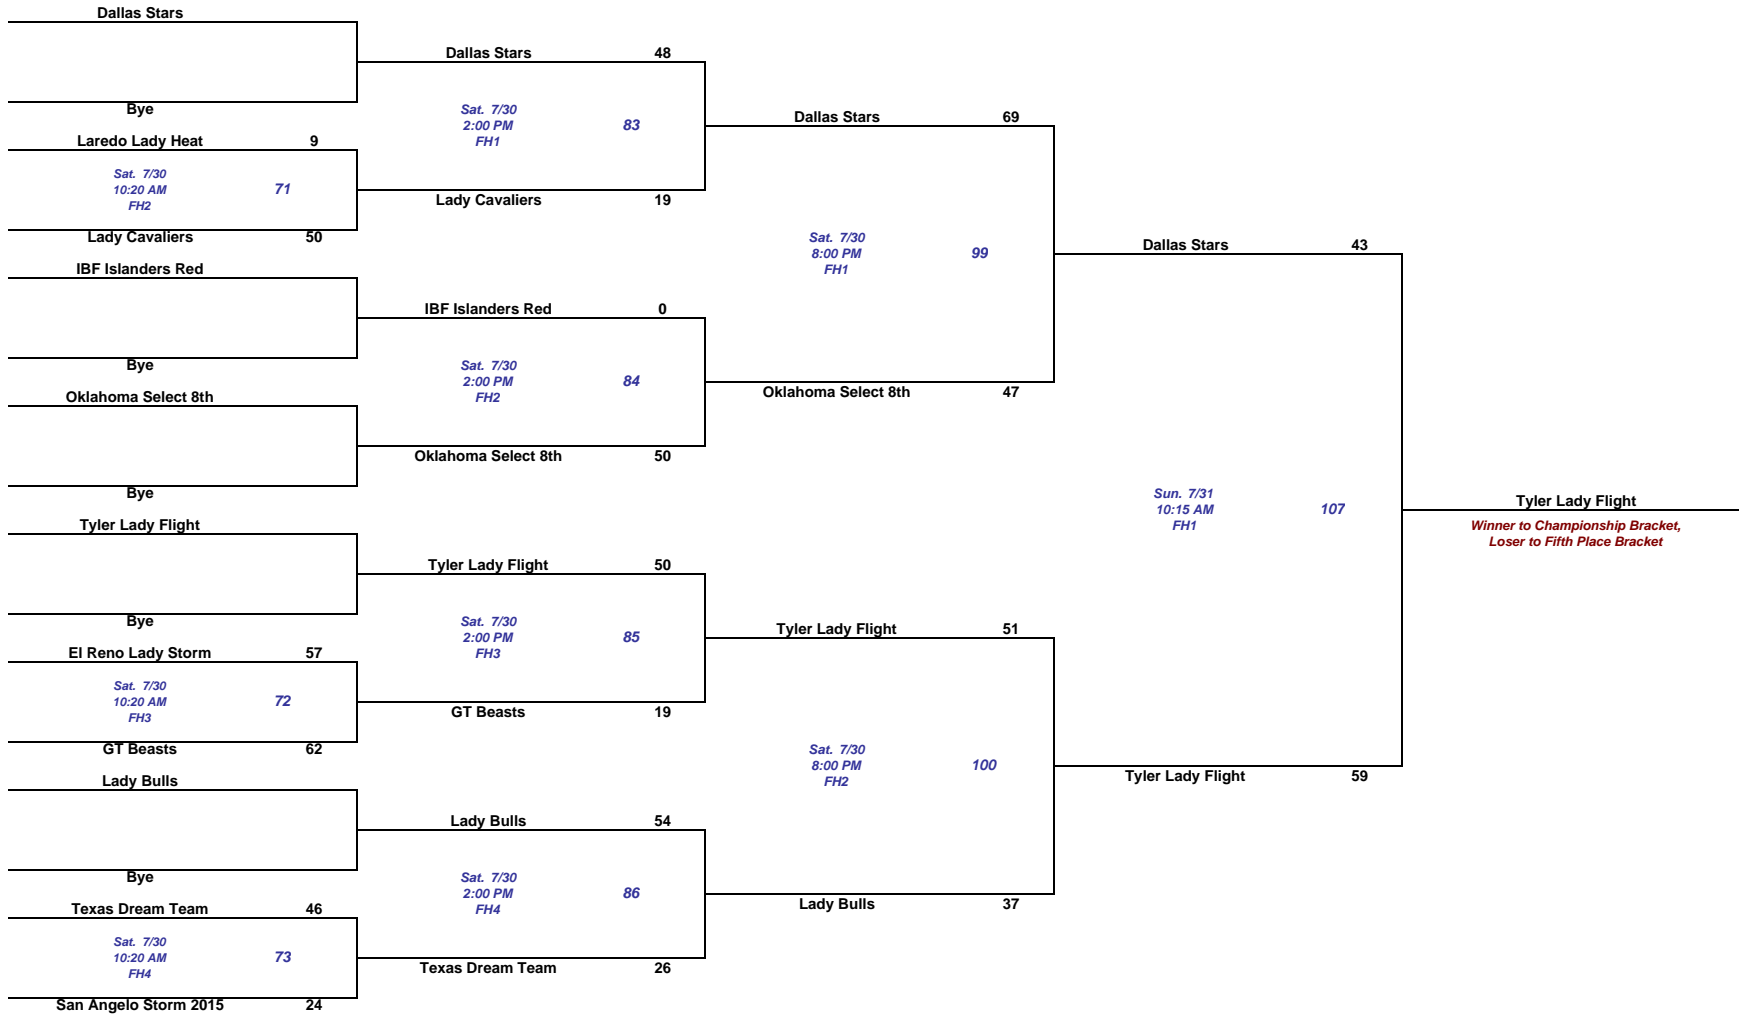 Dallas Stars
Bye
Laredo Lady Heat 9
Sat. 7/30
10:20 AM 71
FH2
Lady Cavaliers 50
IBF Islanders Red
Bye
Oklahoma Select 8th
Bye
Tyler Lady Flight
Bye
El Reno Lady Storm 57
Sat. 7/30
10:20 AM 72
FH3
GT Beasts 62
Lady Bulls
Bye
Texas Dream Team 46
Sat. 7/30
10:20 AM 73
FH4
San Angelo Storm 2015 24
Dallas Stars 48
Sat. 7/30
2:00 PM 83
FH1
Lady Cavaliers 19
IBF Islanders Red 0
Sat. 7/30
2:00 PM 84
FH2
Oklahoma Select 8th 50
Tyler Lady Flight 50
Sat. 7/30
2:00 PM 85
FH3
GT Beasts 19
Lady Bulls 54
Sat. 7/30
2:00 PM 86
FH4
Texas Dream Team 26
Dallas Stars 69
Sat. 7/30
8:00 PM 99
FH1
Oklahoma Select 8th 47
Tyler Lady Flight 51
Sat. 7/30
8:00 PM 100
FH2
Lady Bulls 37
Dallas Stars 43
Sun. 7/31
10:15 AM 107
FH1
Tyler Lady Flight 59
Tyler Lady Flight
Winner to Championship Bracket,
Loser to Fifth Place Bracket